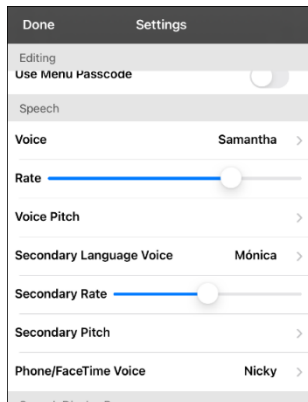 Done Settings
Editing
Use Menu Passcode
Speech
Voice Samantha
Rate
Voice Pitch
Secondary Language Voice Mónica
Secondary Rate
Secondary Pitch
Phone/FaceTime Voice Nicky